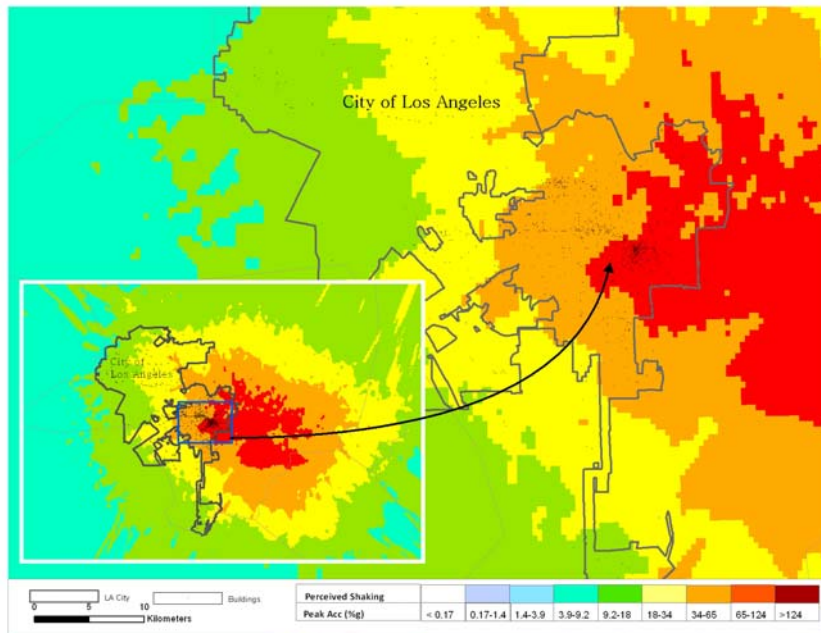 City of Los Angeles
City of
Los Angeles
LA City
Buildings
0 5 10
Kilometers
Perceived Shaking
Peak Acc (%g) < 0.17 0.17-1.4 1.4-3.9 3.9-9.2 9.2-18 18-34 34-65 65-124 >124